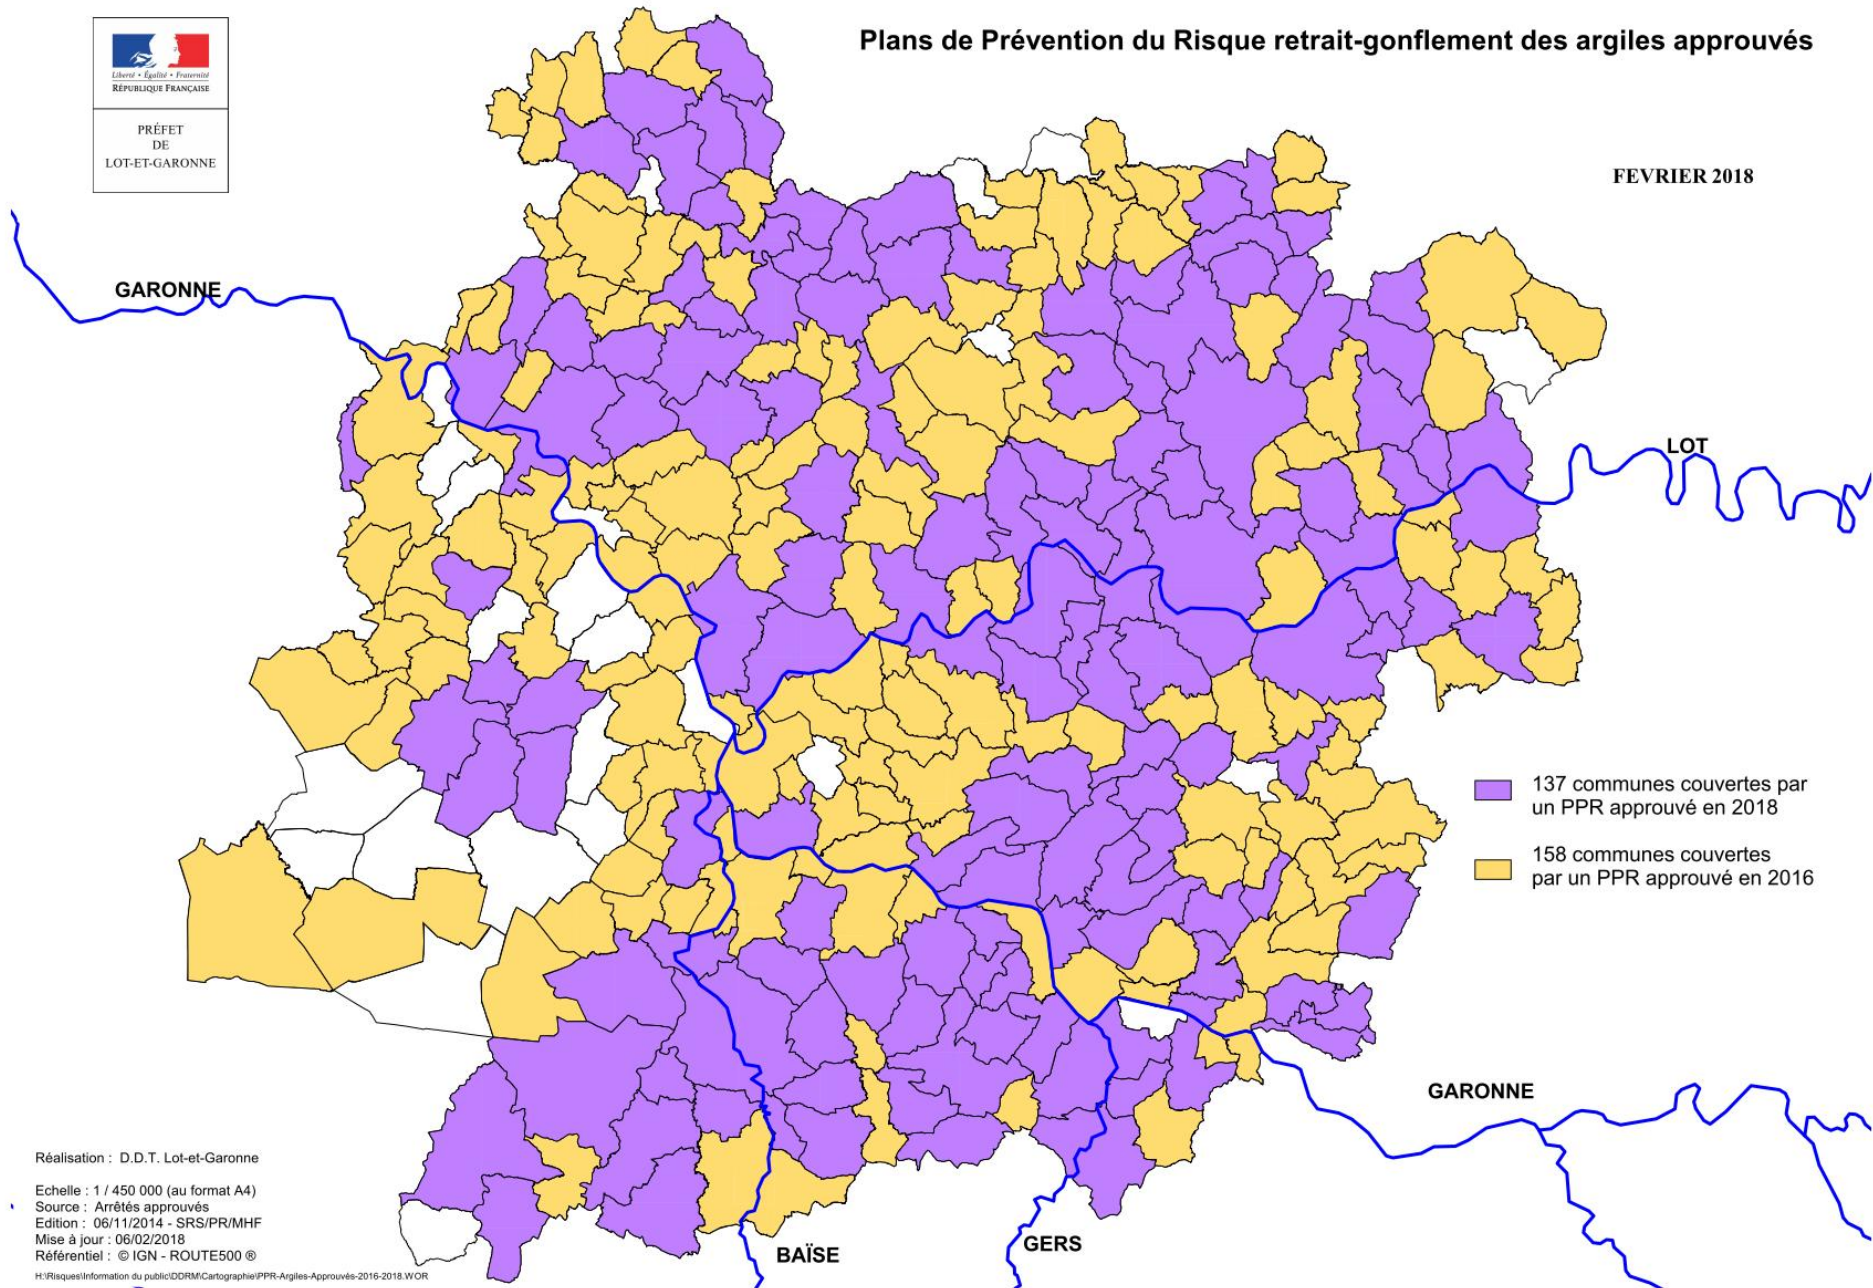 Plans de Prévention du Risque retrait-gonflement des argiles approuvés
Liberté • Égalité • Fraternité
RÉPUBLIQUE FRANÇAISE
PRÉFET
DE
LOT-ET-GARONNE
FEVRIER 2018
GARONNE
LOT
137 communes couvertes par
un PPR approuvé en 2018
158 communes couvertes
par un PPR approuvé en 2016
GARONNE
BAÏSE
GERS
Réalisation : D.D.T. Lot-et-Garonne
Echelle : 1 / 450 000 (au format A4)
Source : Arrêtés approuvés
Edition : 06/11/2014 - SRS/PR/MHF
Mise à jour : 06/02/2018
Référentiel : © IGN - ROUTE500 ®
H:\Risques\Information du public\DDRM\Cartographie\PPR-Argiles-Approuvés-2016-2018.WOR